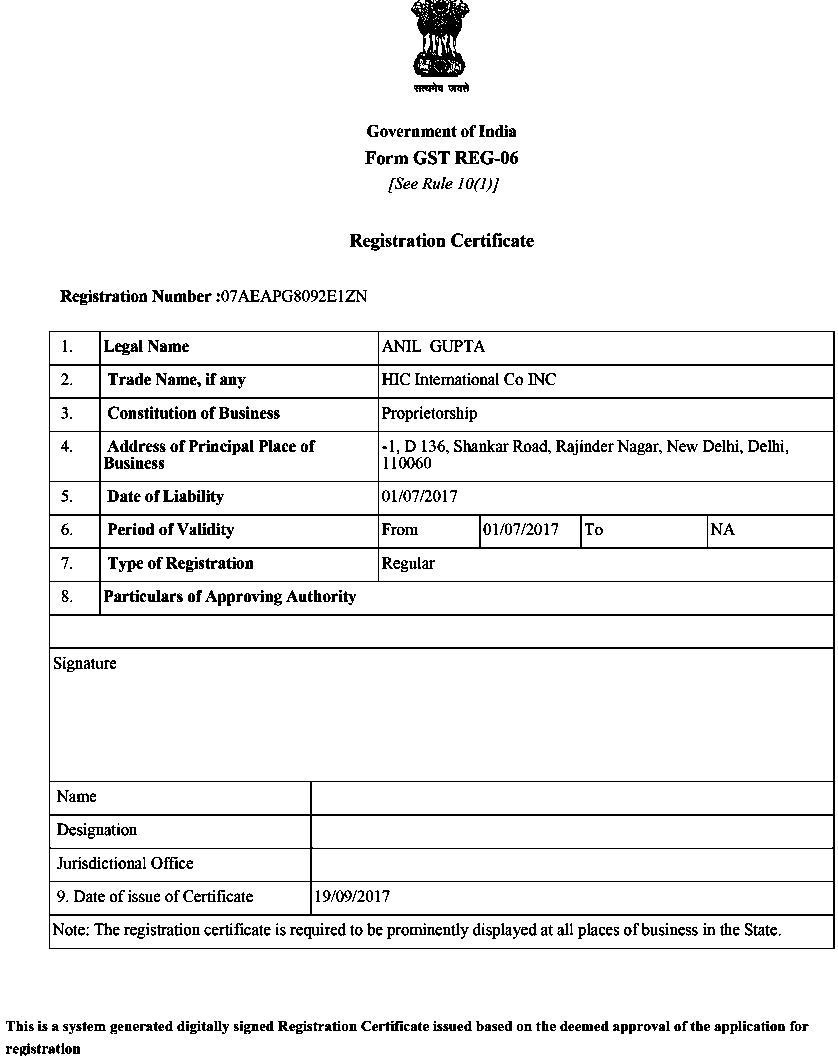 सत्यमेव जयते
Government of India
Form GST REG-06
[See Rule 10(1)]
Registration Certificate
Registration Number :07AEAPG8092E1ZN
1. Legal Name ANIL GUPTA
2. Trade Name, if any HIC International Co INC
3. Constitution of Business Proprietorship
4. Address of Principal Place of -1, D 136, Shankar Road, Rajinder Nagar, New Delhi, Delhi,
Business 110060
5. Date of Liability 01/07/2017
6. Period of Validity From 01/07/2017 To NA
7. Type of Registration Regular
8. Particulars of Approving Authority
Signature
Name
Designation
Jurisdictional Office
9. Date of issue of Certificate 19/09/2017
Note: The registration certificate is required to be prominently displayed at all places of business in the State.
This is a system generated digitally signed Registration Certificate issued based on the deemed approval of the application for
registration